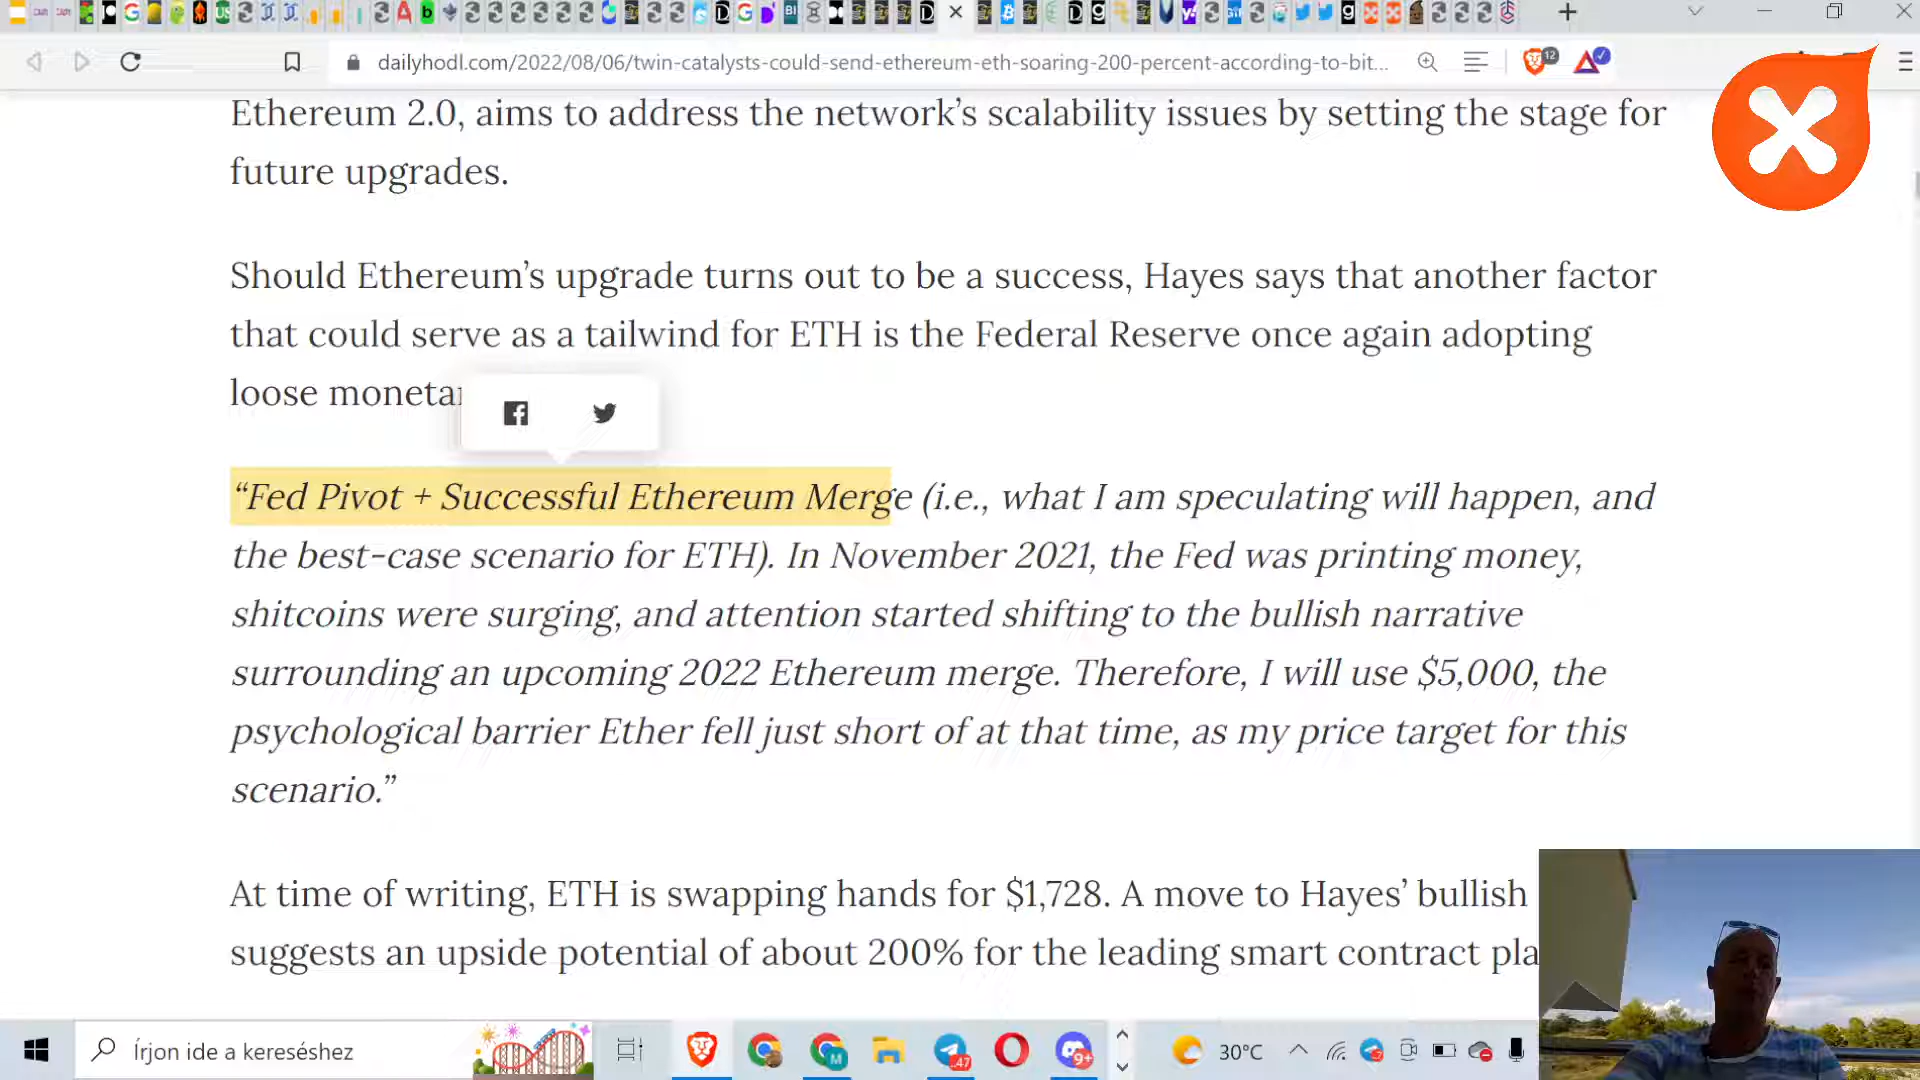 dailyhodl.com/2022/08/06/twin-catalysts-could-send-ethereum-eth-soaring-200-percent-according-to-bit...
12
Ethereum 2.0, aims to address the network’s scalability issues by setting the stage for
future upgrades.
Should Ethereum’s upgrade turns out to be a success, Hayes says that another factor
that could serve as a tailwind for ETH is the Federal Reserve once again adopting
loose moneta
“Fed Pivot + Successful Ethereum Merge (i.e., what I am speculating will happen, and
the best-case scenario for ETH). In November 2021, the Fed was printing money,
shitcoins were surging, and attention started shifting to the bullish narrative
surrounding an upcoming 2022 Ethereum merge. Therefore, I will use $5,000, the
psychological barrier Ether fell just short of at that time, as my price target for this
scenario.”
At time of writing, ETH is swapping hands for $1,728. A move to Hayes’ bullish
suggests an upside potential of about 200% for the leading smart contract pla
Írjon ide a kereséshez
M
47
9+
30°C